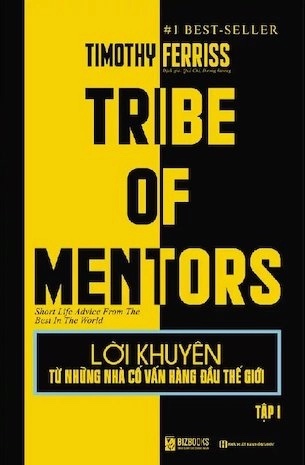 #1 BEST-SELLER
TIMOTHY FERRISS
TRIBE
OF
MENTORS
Short Life Advice From The
Best In The World
LỜI KHUYÊN
TỪ NHỮNG NHÀ CỐ VẤN HÀNG ĐẦU THẾ GIỚI
TẬP I
BIZBOOKS